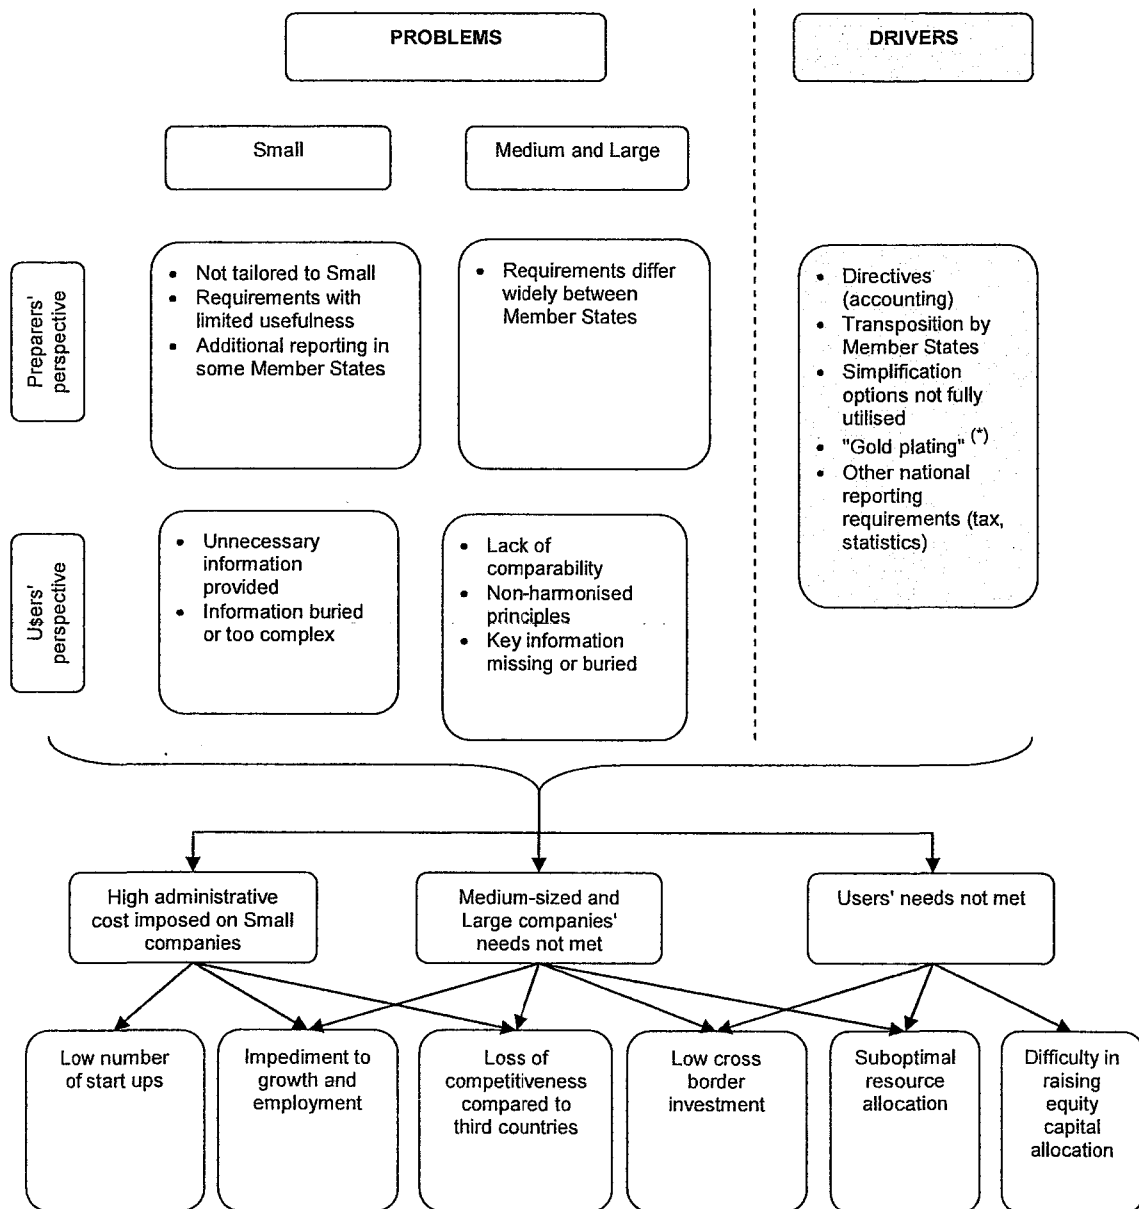 PROBLEMS
DRIVERS
Small
Medium and Large
Preparers'
perspective
• Not tailored to Small
• Requirements with
limited usefulness
• Additional reporting in
some Member States
• Requirements differ
widely between
Member States
• Directives
(accounting)
• Transposition by
Member States
• Simplification
options not fully
utilised
• "Gold plating" (*)
• Other national
reporting
requirements (tax,
statistics)
Users'
perspective
• Unnecessary
information
provided
• Information buried
or too complex
• Lack of
comparability
• Non-harmonised
principles
• Key information
missing or buried
High administrative
cost imposed on Small
companies
Medium-sized and
Large companies'
needs not met
Users' needs not met
Low number
of start ups
Impediment to
growth and
employment
Loss of
competitiveness
compared to
third countries
Low cross
border
investment
Suboptimal
resource
allocation
Difficulty in
raising
equity
capital
allocation